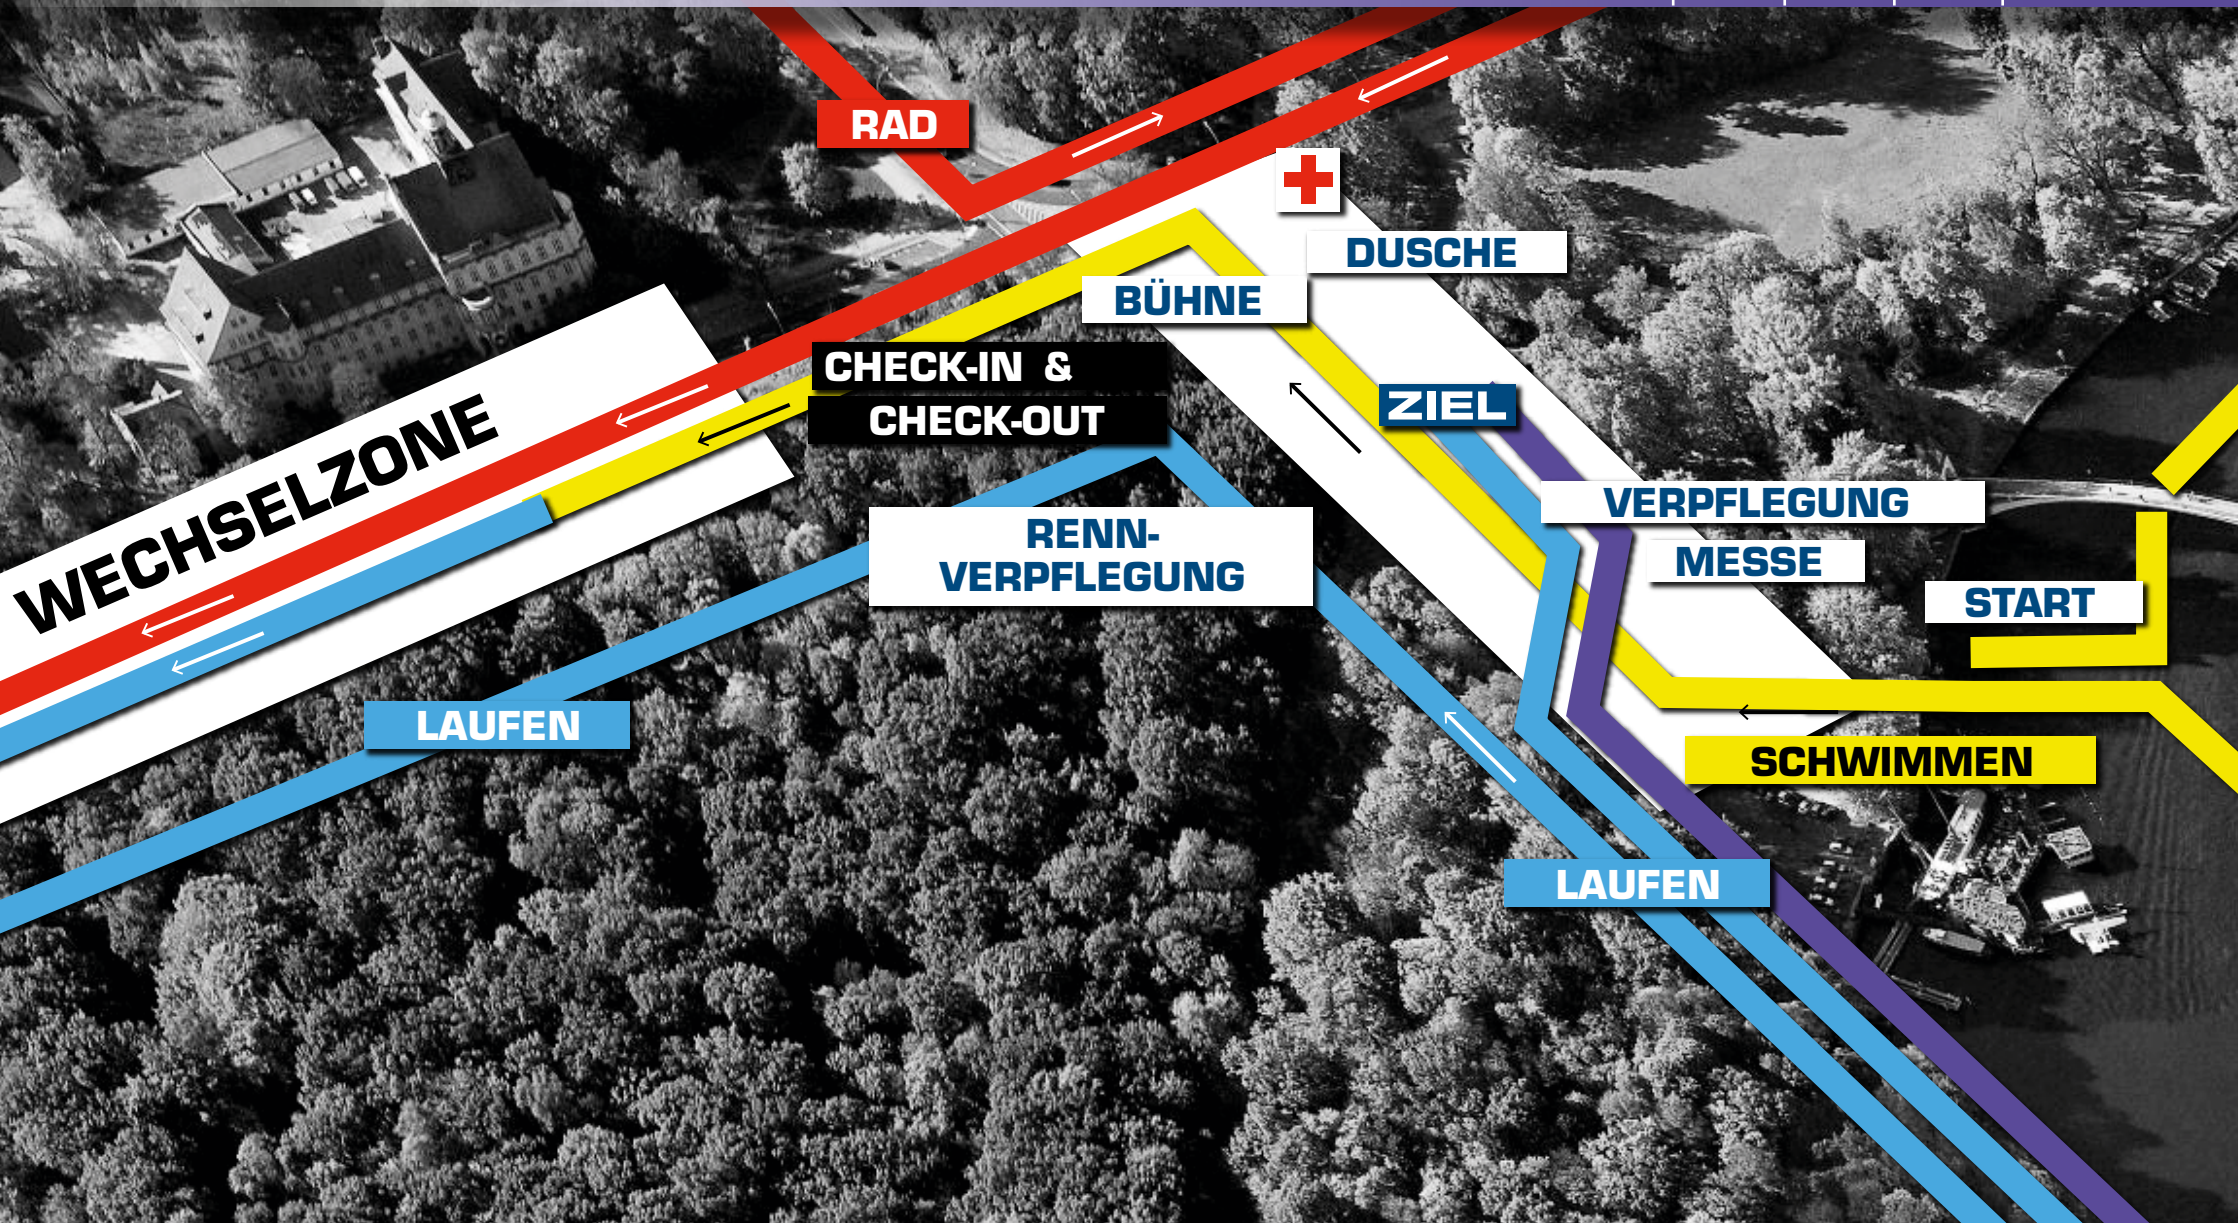 RAD
DUSCHE
BÜHNE
CHECK-IN &
CHECK-OUT
ZIEL
WECHSELZONE
VERPFLEGUNG
RENN-
VERPFLEGUNG
MESSE
START
LAUFEN
SCHWIMMEN
LAUFEN